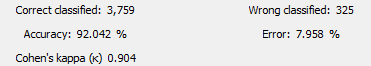 Correct classified: 3,759 Wrong classified: 325
Accuracy: 92.042 % Error: 7.958 %
Cohen's kappa (κ) 0.904